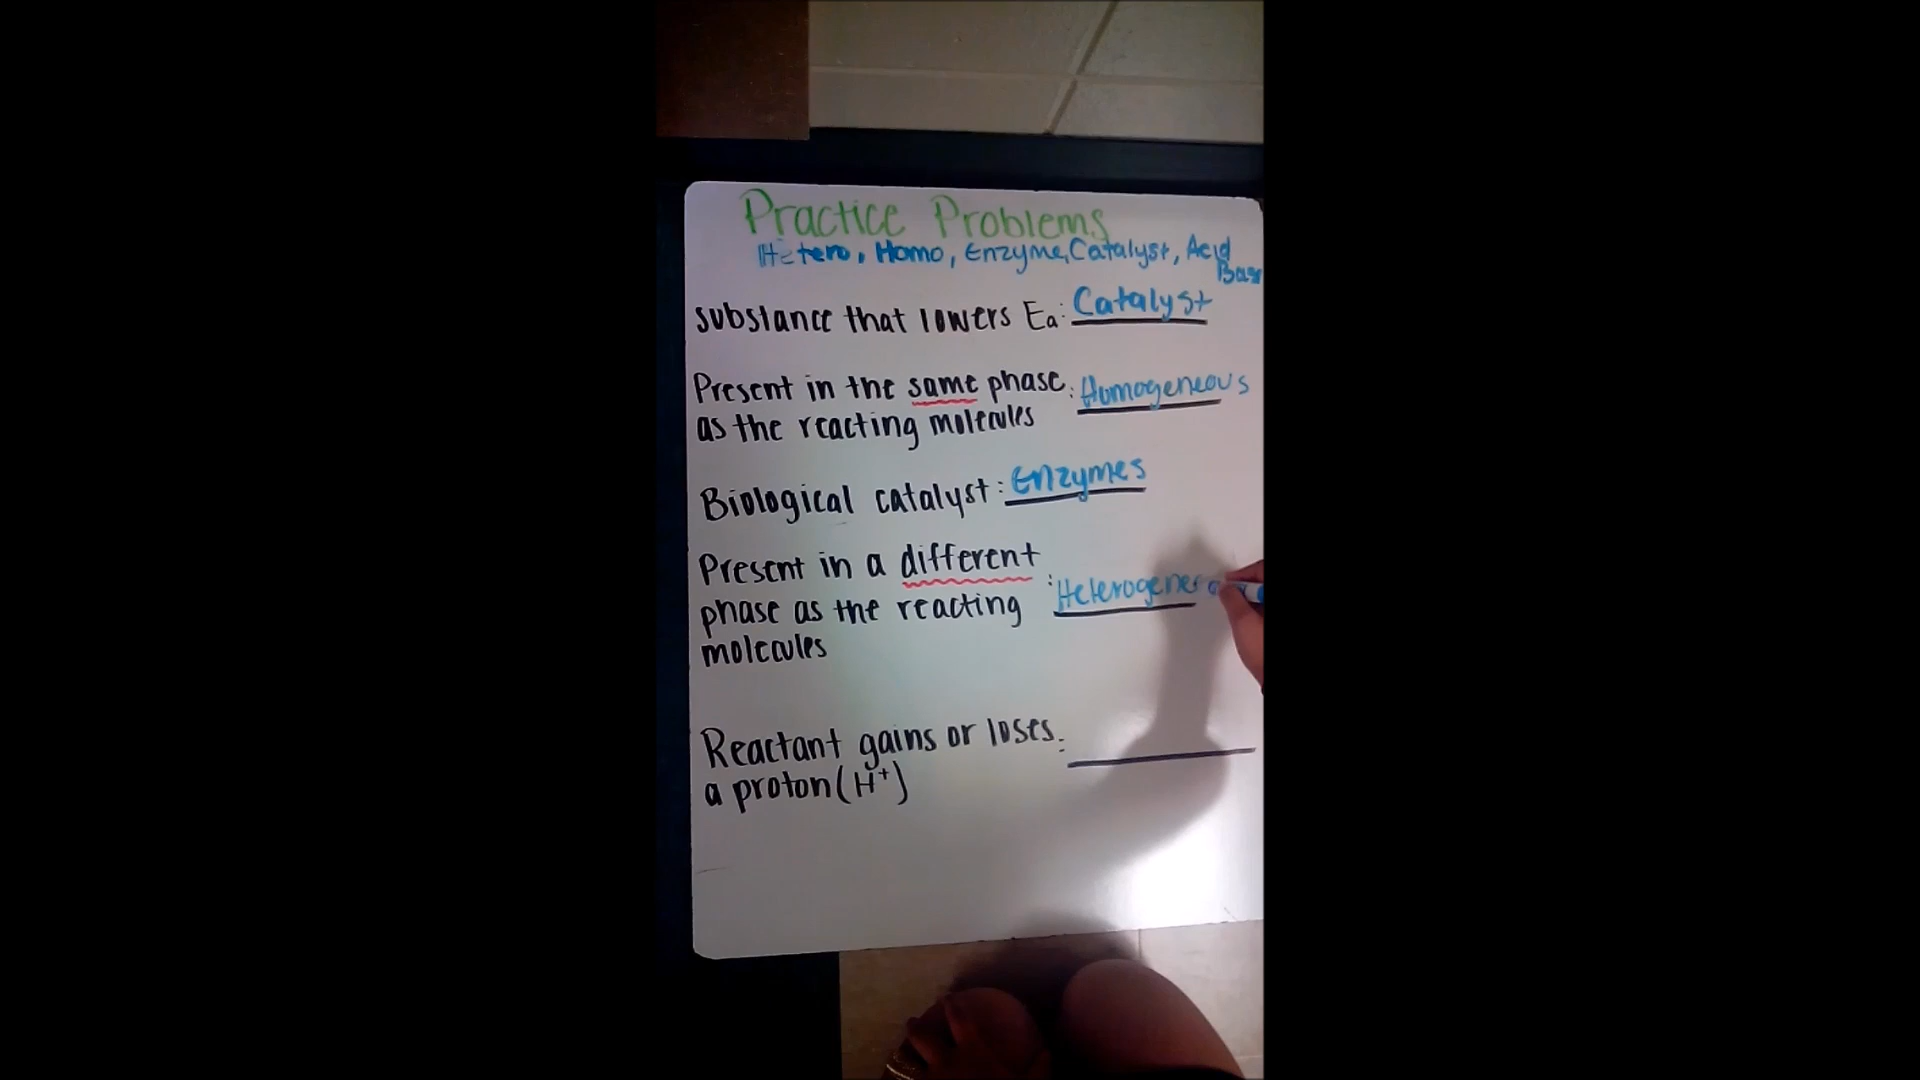 Practice Problems
Hetero, Homo, Enzyme, Catalyst, Acid
Base
substance that lowers Ea: Catalyst
Present in the same phase: Homogeneous
as the reacting molecules
Biological catalyst: Enzymes
Present in a different
phase as the reacting : Heterogene
molecules
Reactant gains or loses:
a proton (H+)